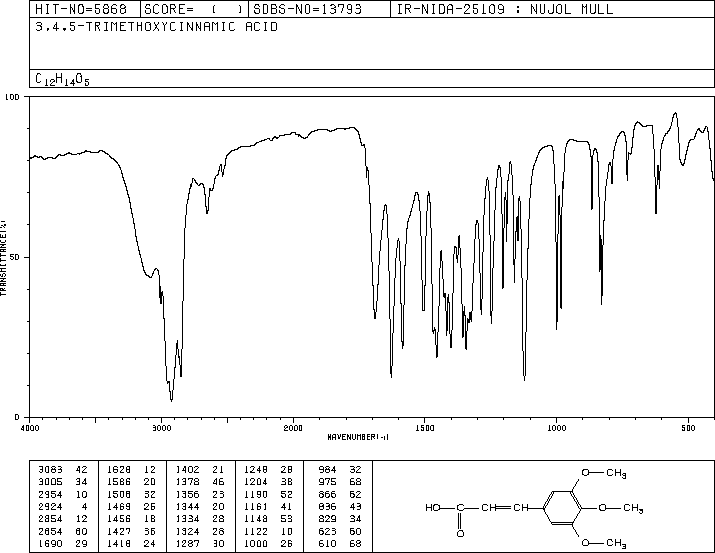 HIT-NO=5868 SCORE= ( ) SDBS-NO=13793 IR-NIDA-25109 : NUJOL MULL
3,4,5-TRIMETHOXYCINNAMIC ACID
C12H14O5
100
50
0
TRANSMITTANCE(%)
4000 3000 2000 1500 1000 500
WAVENUMBER(-1)
3083 42 1628 12 1402 21 1248 28 984 32
3005 34 1586 20 1378 46 1204 38 975 68
2954 10 1508 32 1356 23 1190 52 866 62
2924 4 1469 26 1344 20 1161 41 836 43
2854 12 1456 18 1334 28 1148 53 829 34
2654 60 1427 36 1324 28 1122 10 623 60
1690 29 1418 24 1287 30 1000 26 610 68
O—CH3
HO—C—CH=CH O—CH3
O
O—CH3